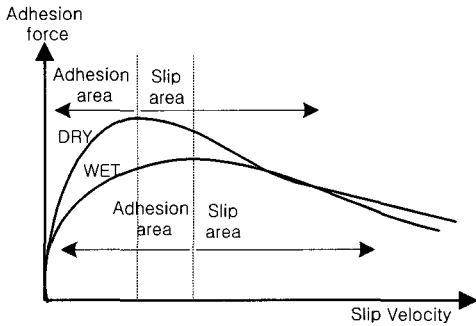 Adhesion
force
Adhesion Slip
area area
DRY
WET
Adhesion Slip
area area
Slip Velocity